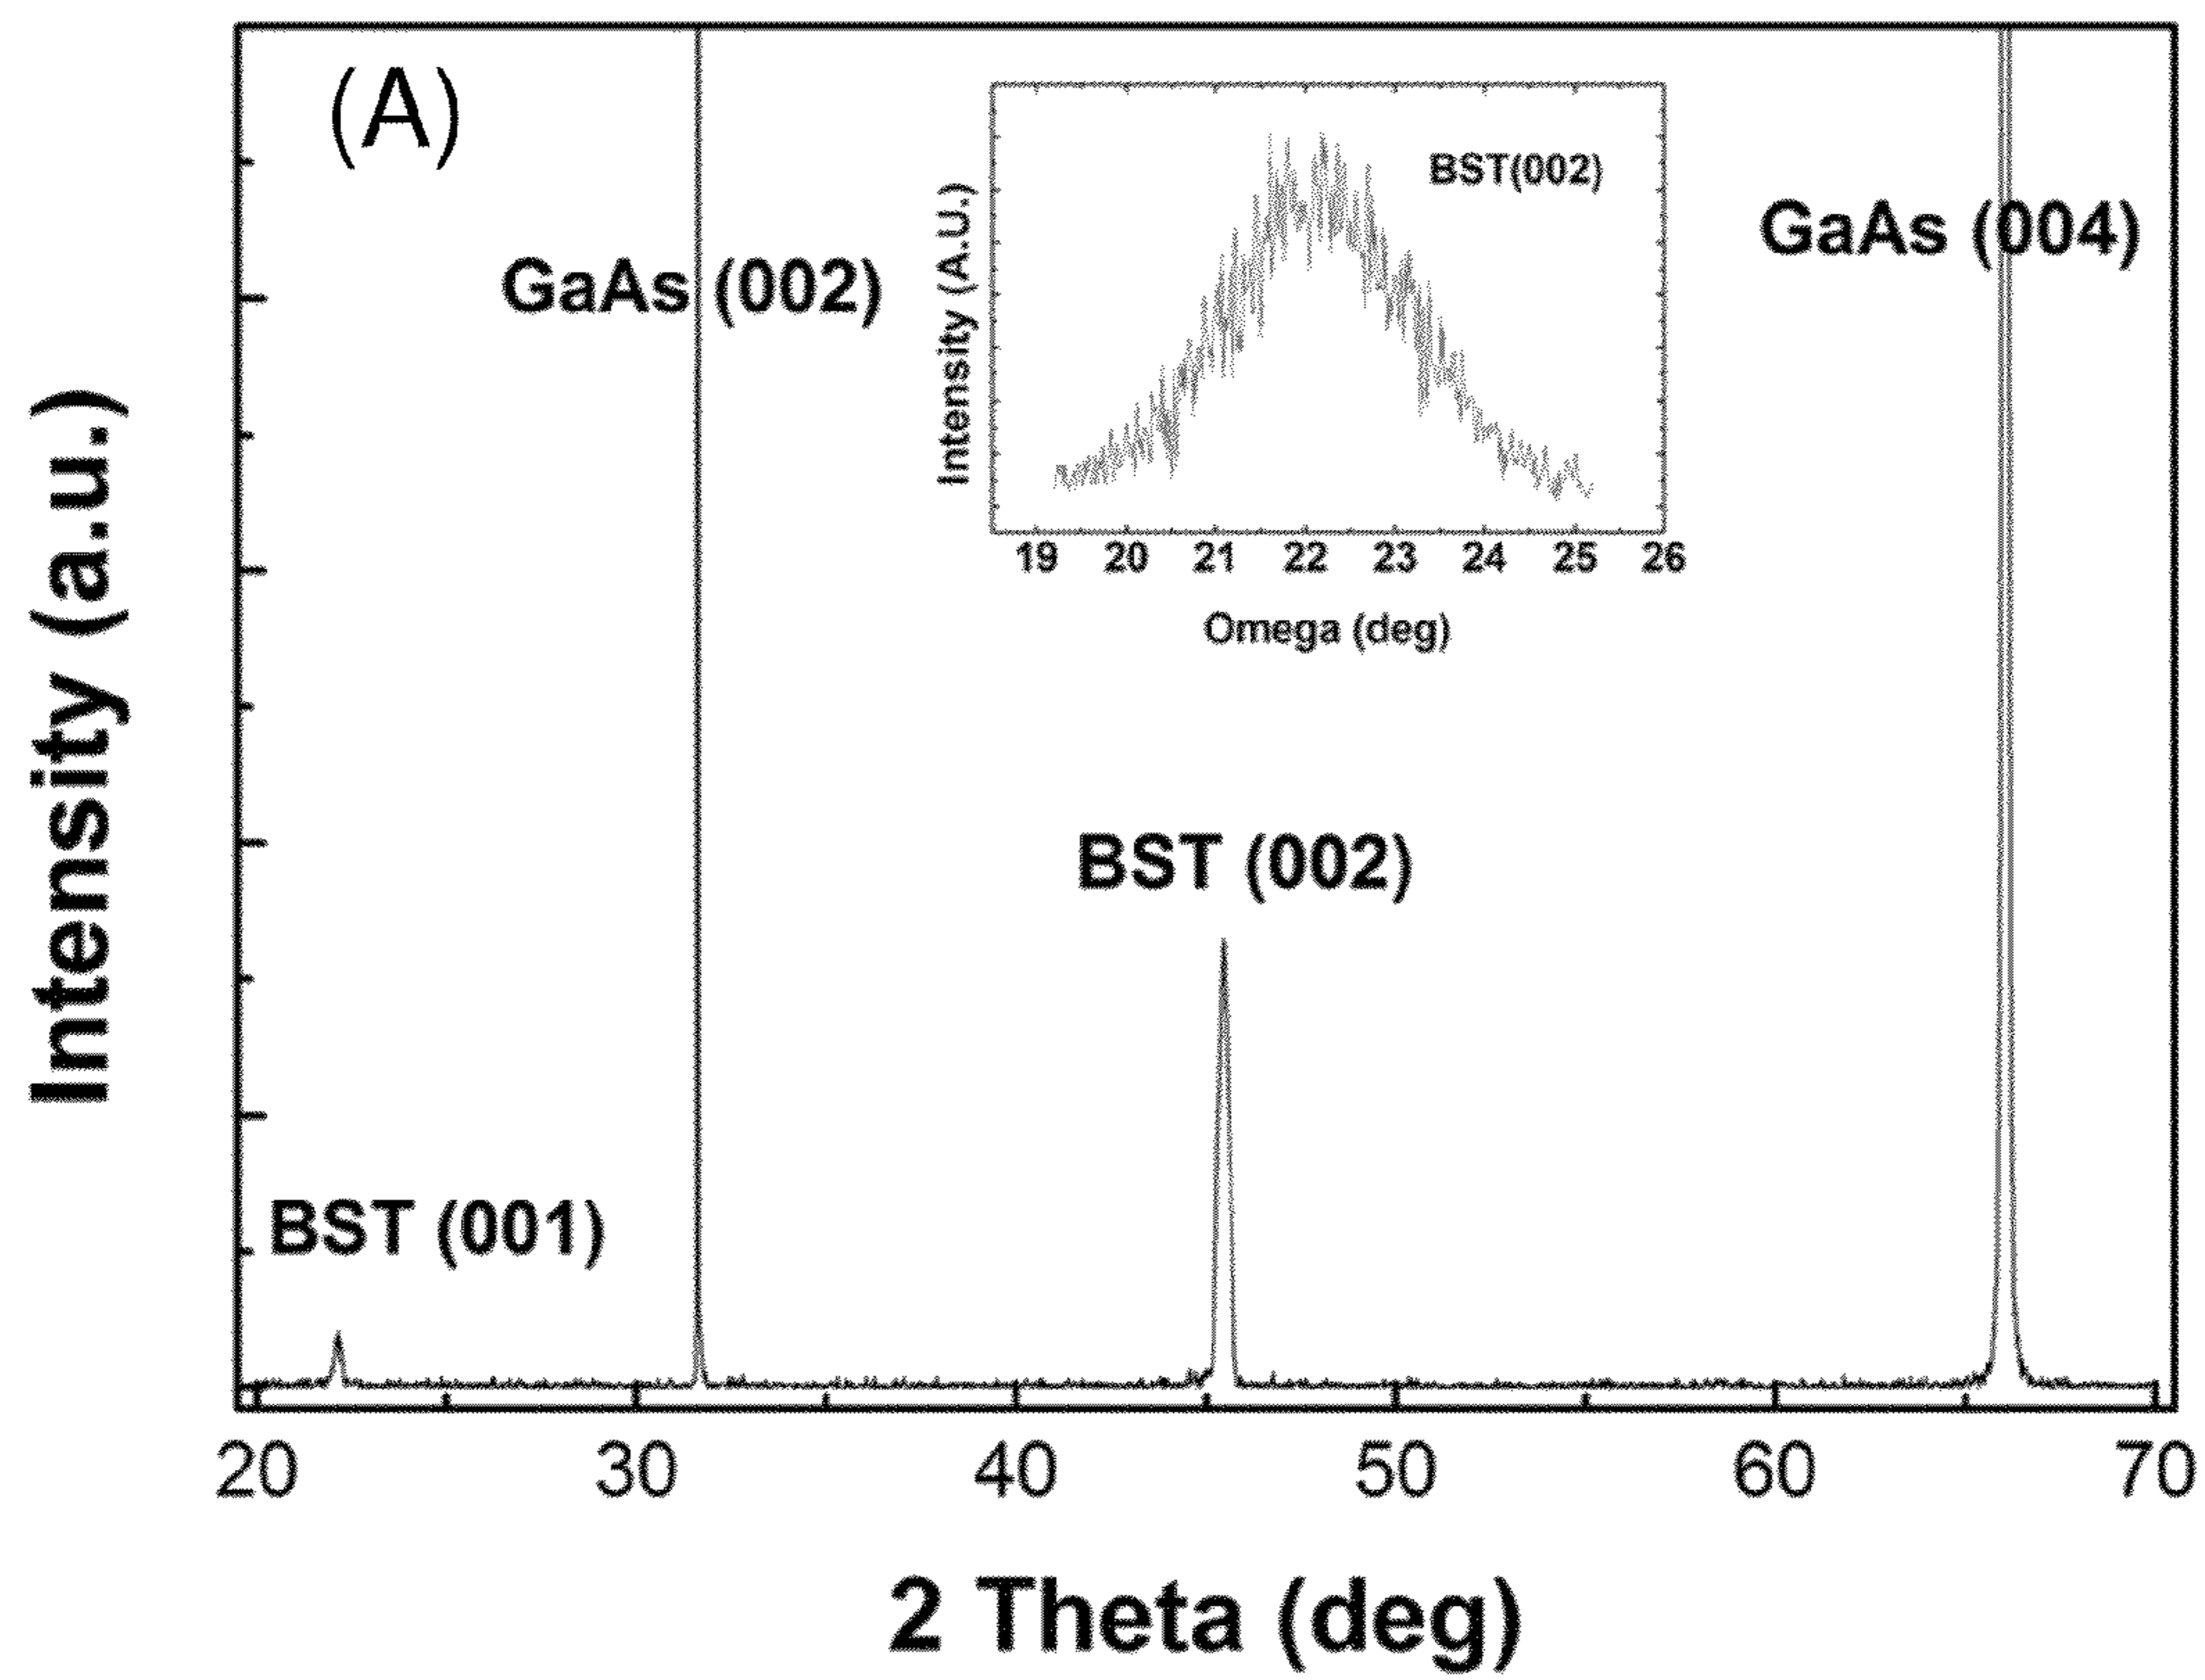 (A)
BST(002)
GaAs (004)
GaAs (002)
Intensity (A.U.)
19 20 21 22 23 24 25 26
Omega (deg)
Intensity (a.u.)
BST (002)
BST (001)
20 30 40 50 60 70
2 Theta (deg)